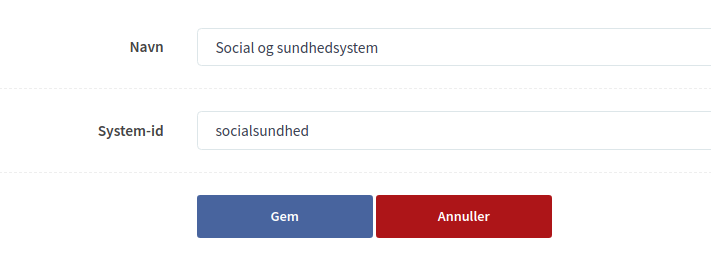 Navn
Social og sundhedsystem
System-id
socialsundhed
Gem
Annuller